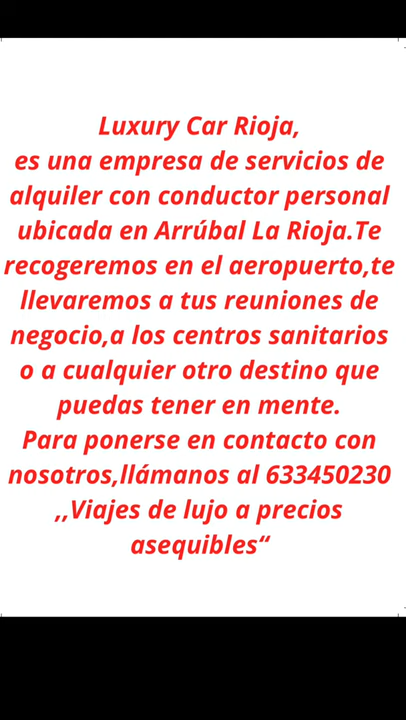 Luxury Car Rioja,
es una empresa de servicios de
alquiler con conductor personal
ubicada en Arrúbal La Rioja.Te
recogeremos en el aeropuerto,te
llevaremos a tus reuniones de
negocio,a los centros sanitarios
o a cualquier otro destino que
puedas tener en mente.
Para ponerse en contacto con
nosotros,llámanos al 633450230
,,Viajes de lujo a precios
asequibles“